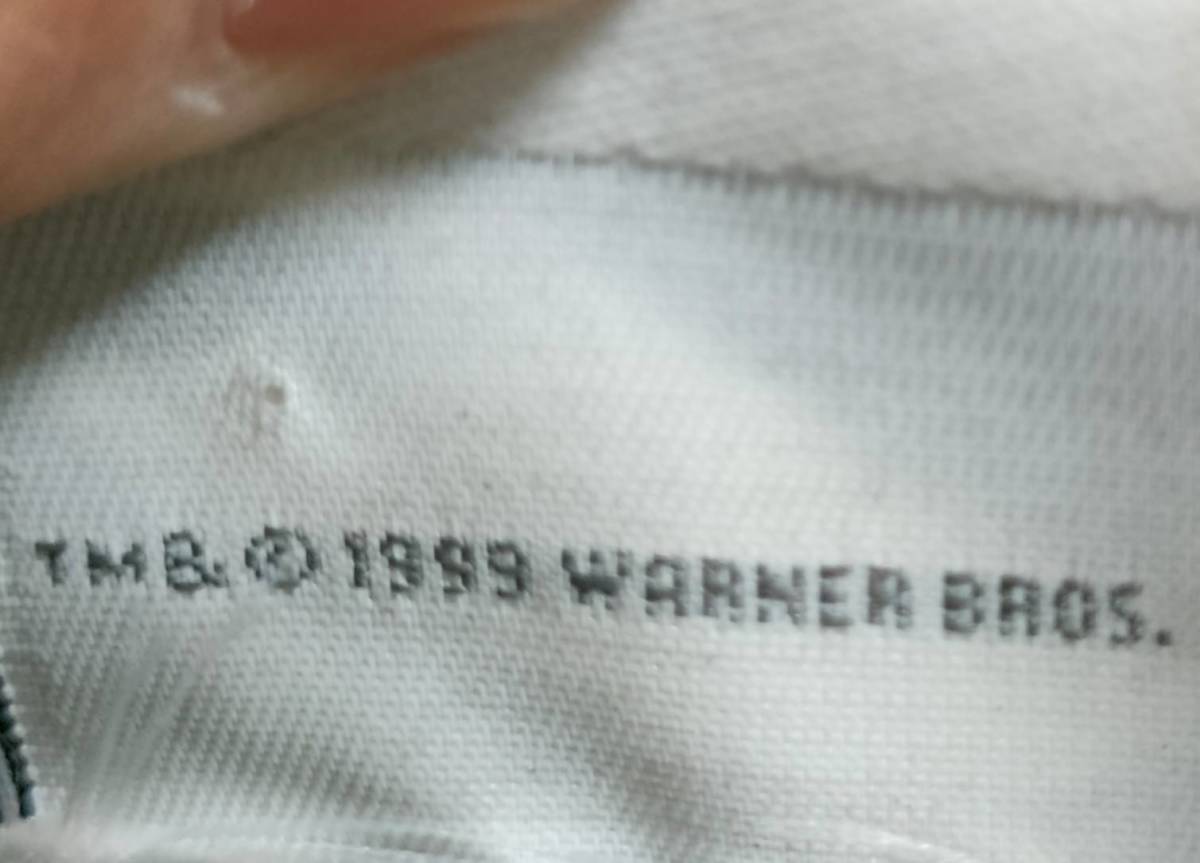 TM & © 1999 WARNER BROS.